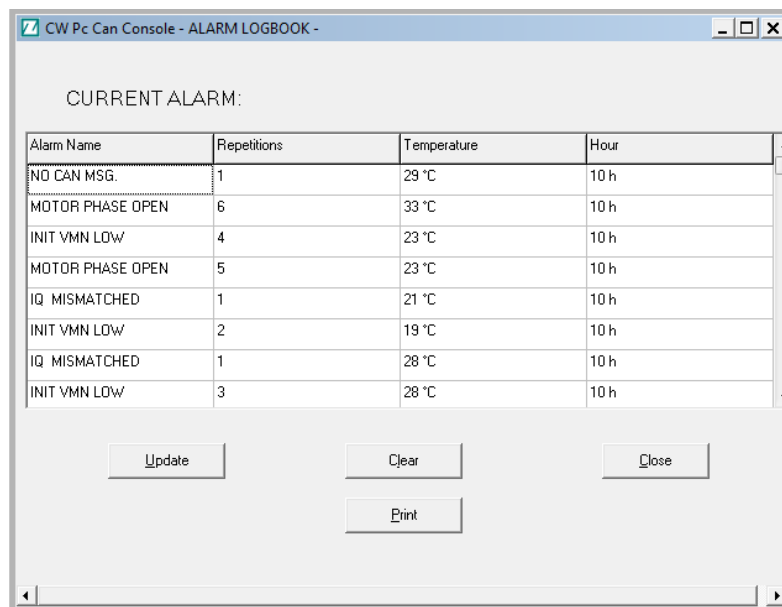 CW Pc Can Console - ALARM LOGBOOK -
CURRENT ALARM:
Alarm Name Repetitions Temperature Hour
NO CAN MSG. 1 29 °C 10 h
MOTOR PHASE OPEN 6 33 °C 10 h
INIT VMN LOW 4 23 °C 10 h
MOTOR PHASE OPEN 5 23 °C 10 h
IQ MISMATCHED 1 21 °C 10 h
INIT VMN LOW 2 19 °C 10 h
IQ MISMATCHED 1 28 °C 10 h
INIT VMN LOW 3 28 °C 10 h
Update Clear Close
Print